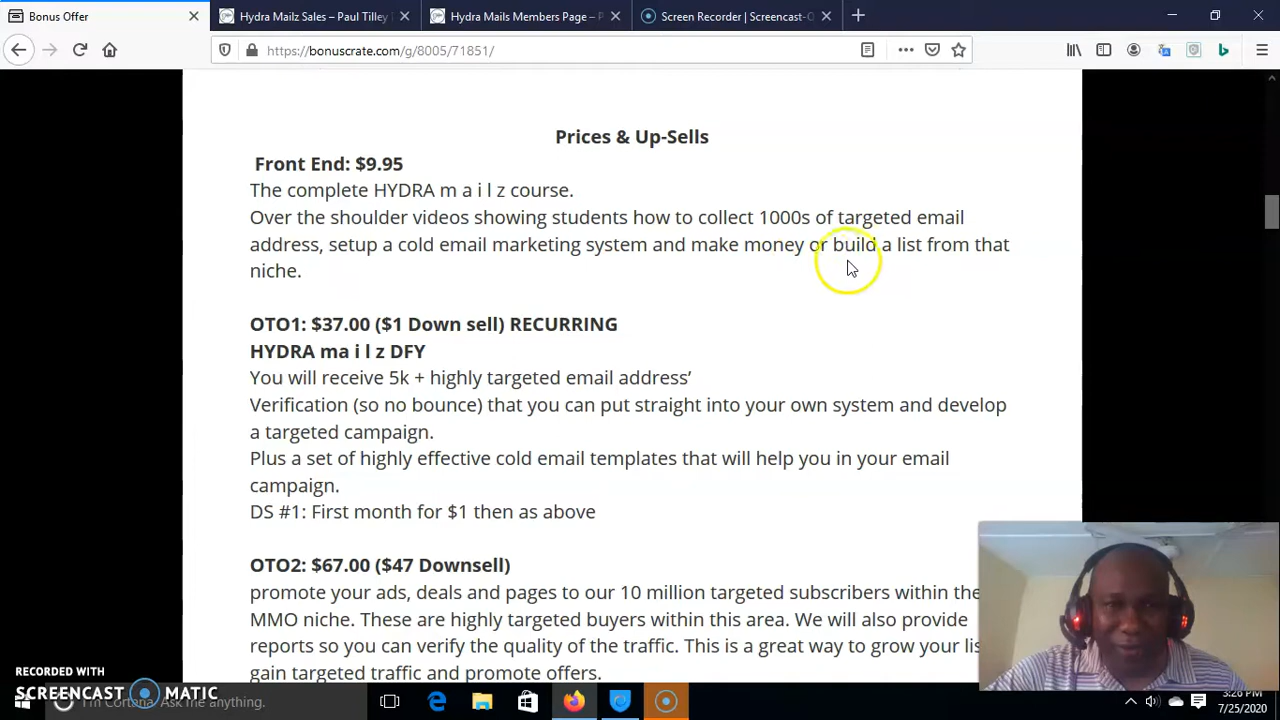 Bonus Offer
Hydra Mailz Sales – Paul Tilley
Hydra Mails Members Page –
Screen Recorder | Screencast-O
https://bonuscrate.com/g/8005/71851/
Prices & Up-Sells
Front End: $9.95
The complete HYDRA m a i l z course.
Over the shoulder videos showing students how to collect 1000s of targeted email
address, setup a cold email marketing system and make money or build a list from that
niche.
OTO1: $37.00 ($1 Down sell) RECURRING
HYDRA ma i l z DFY
You will receive 5k + highly targeted email address’
Verification (so no bounce) that you can put straight into your own system and develop
a targeted campaign.
Plus a set of highly effective cold email templates that will help you in your email
campaign.
DS #1: First month for $1 then as above
OTO2: $67.00 ($47 Downsell)
promote your ads, deals and pages to our 10 million targeted subscribers within the
MMO niche. These are highly targeted buyers within this area. We will also provide
reports so you can verify the quality of the traffic. This is a great way to grow your lis
gain targeted traffic and promote offers.
RECORDED WITH
SCREENCAST MATIC
I'm Cortana. Ask me anything.
3:26 PM
7/25/2020